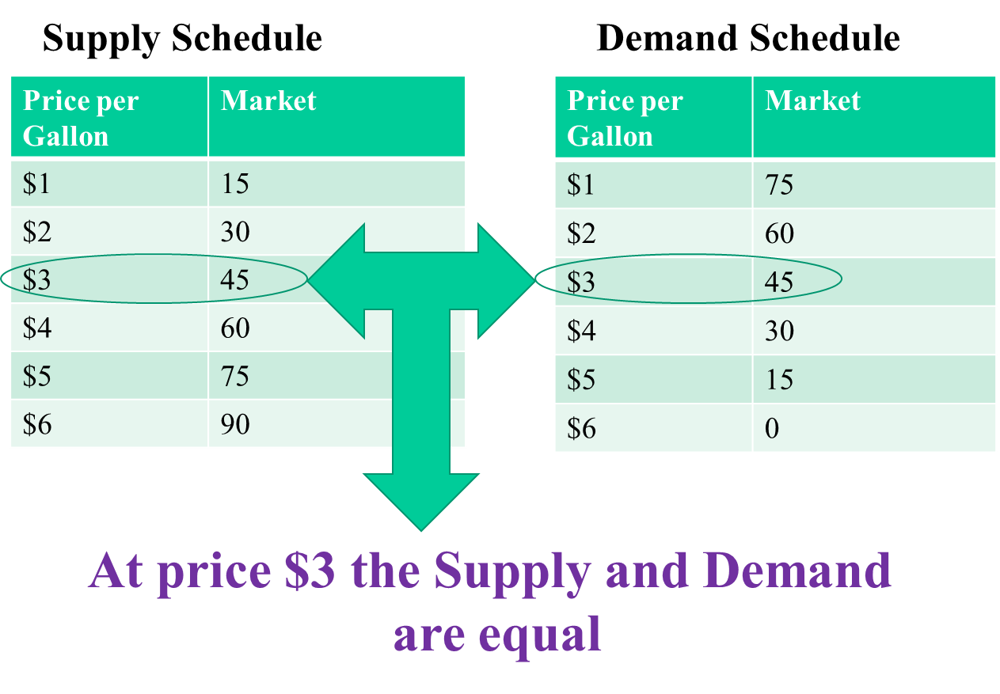 Supply Schedule
Price per Gallon Market
$1 15
$2 30
$3 45
$4 60
$5 75
$6 90
Demand Schedule
Price per Gallon Market
$1 75
$2 60
$3 45
$4 30
$5 15
$6 0
At price $3 the Supply and Demand
are equal